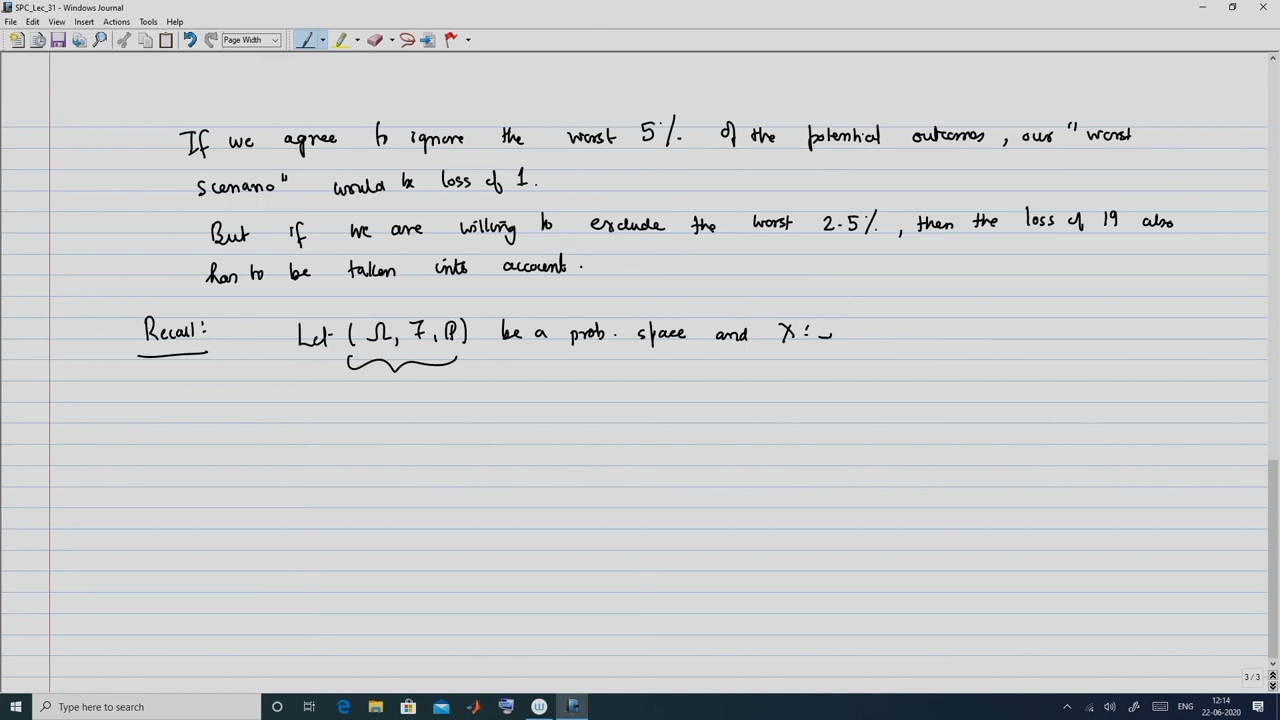 SPC_Lec_31 - Windows Journal
File Edit View Insert Actions Tools Help
Page Width
If we agree to ignore the worst 5% of the potential outcomes, our "worst
scenario" would be loss of 1.
But if we are willing to exclude the worst 2.5%, then the loss of 19 also
has to be taken into account.
Recall: Let (Ω, F, P) be a prob. space and X:
3 / 3
Type here to search
12:14
22-06-2020